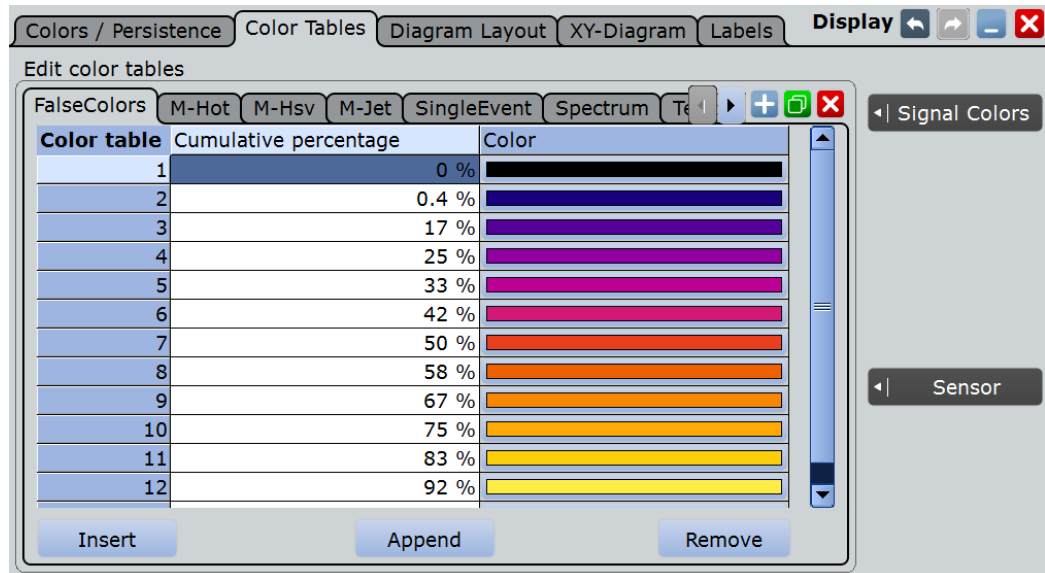 Colors / Persistence Color Tables Diagram Layout XY-Diagram Labels Display
Edit color tables
FalseColors M-Hot M-Hsv M-Jet SingleEvent Spectrum
Signal Colors
Color table Cumulative percentage Color
1 0 %
2 0.4 %
3 17 %
4 25 %
5 33 %
6 42 %
7 50 %
8 58 %
Sensor
9 67 %
10 75 %
11 83 %
12 92 %
Insert Append Remove